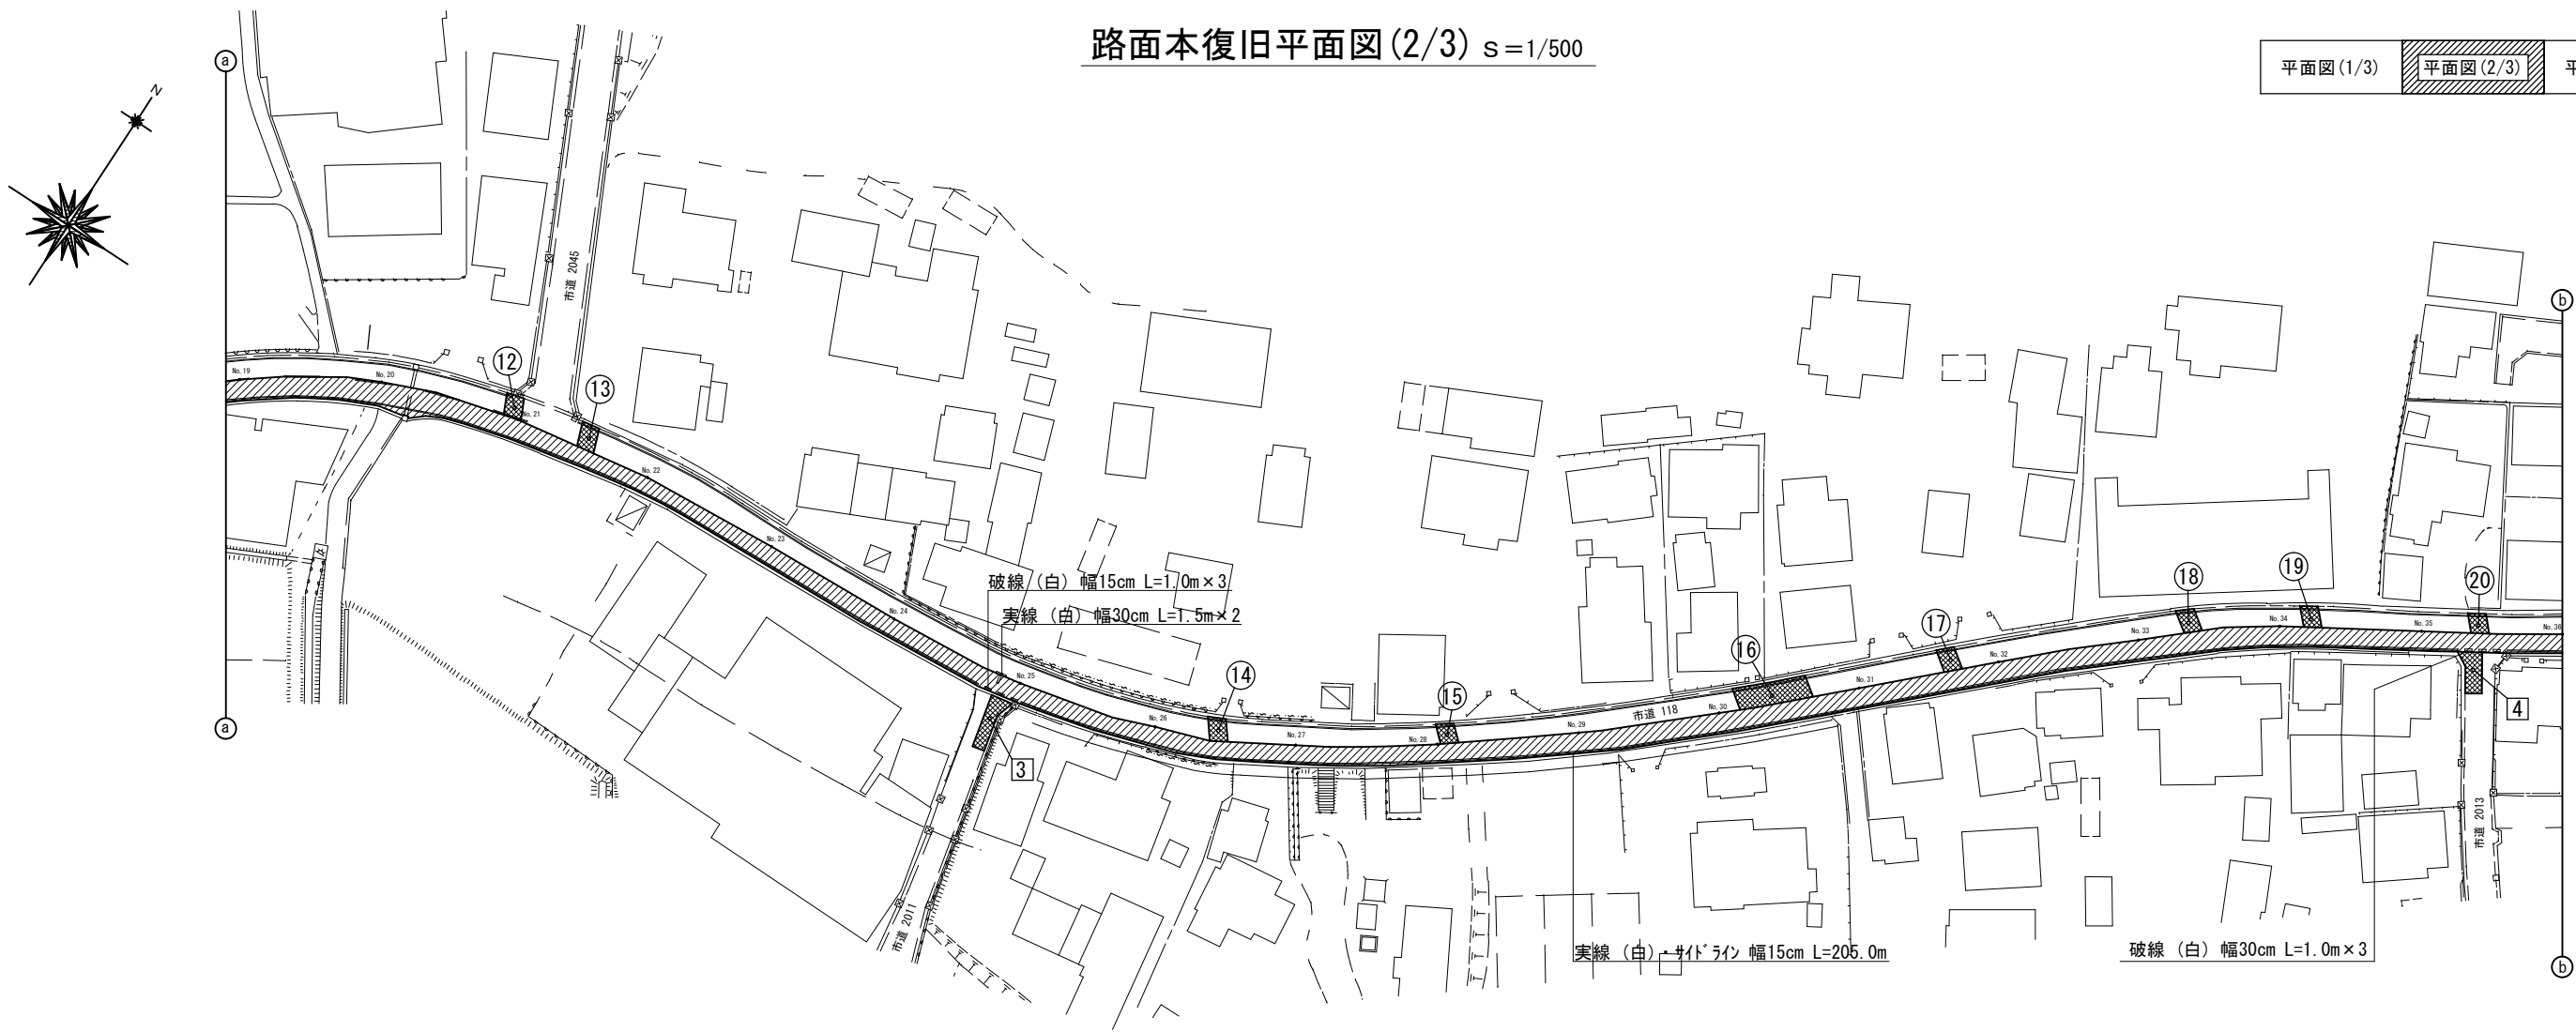 路面本復旧平面図(2/3) S=1/500
平面図(1/3) 平面図(2/3) 平
N
a
b
市道 2045
12
13
No.19
No.20
No.21
No.22
No.23
No.24
破線 (白) 幅15cm L=1.0m×3
実線 (白) 幅30cm L=1.5m×2
No.25
No.26
No.27
No.28
No.29
No.30
No.31
No.32
No.33
No.34
No.35
No.36
14
15
16
17
18
19
20
市道 118
3
4
a
b
市道 2011
市道 2013
実線 (白)・サイドライン 幅15cm L=205.0m
破線 (白) 幅30cm L=1.0m×3